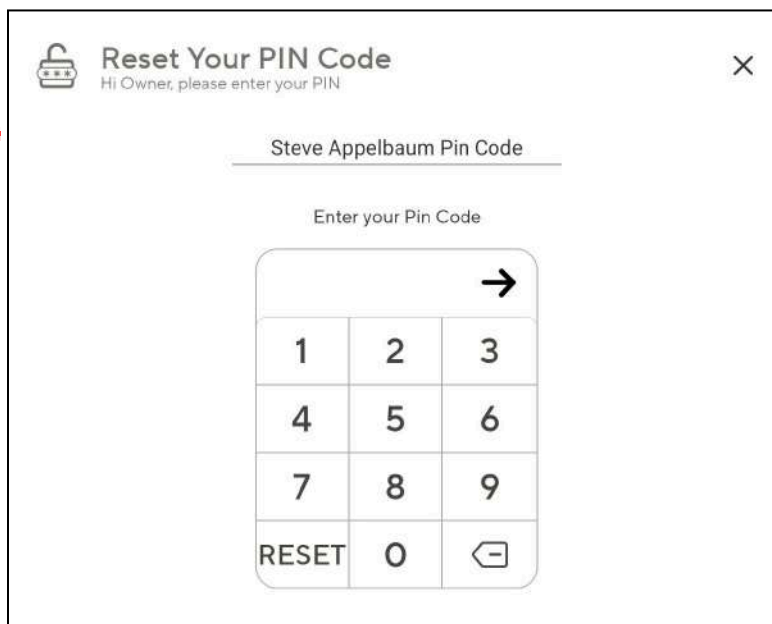 Reset Your PIN Code
Hi Owner, please enter your PIN
Steve Appelbaum Pin Code
Enter your Pin Code
1 2 3
4 5 6
7 8 9
RESET 0